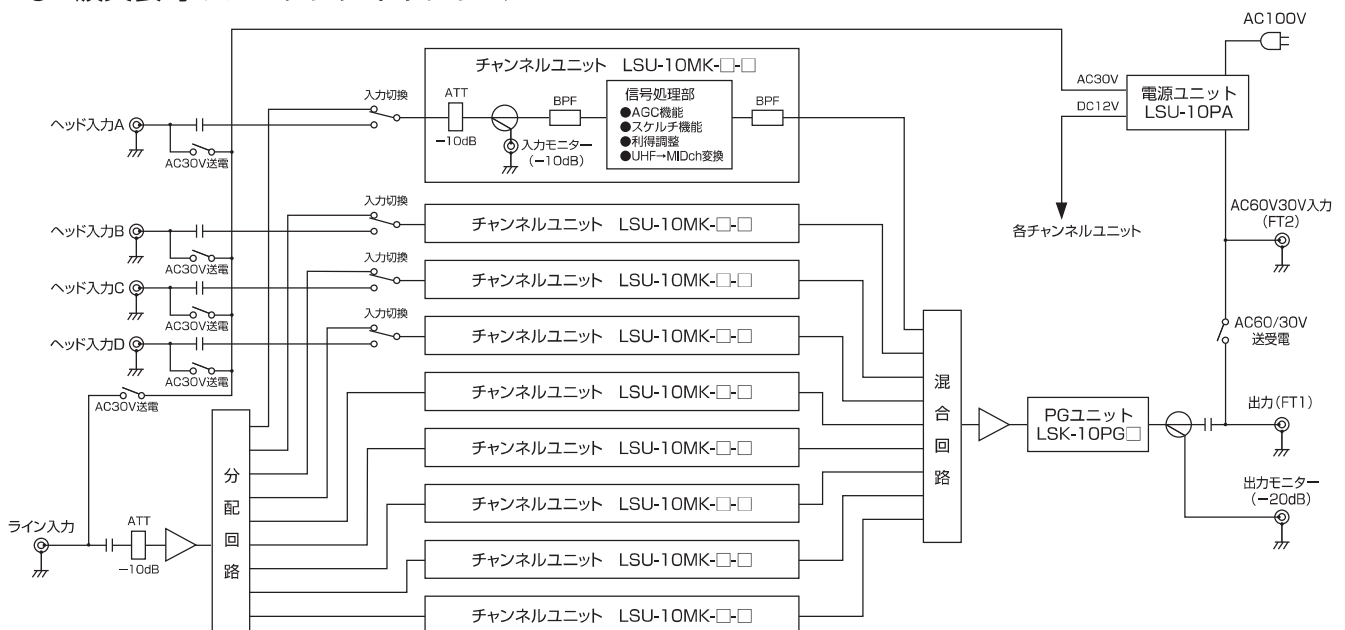 AC100V
チャンネルユニット LSU-10MK-□-□
AC30V
電源ユニット
LSU-10PA
DC12V
入力切換
ATT
BPF
信号処理部
●AGC機能
●スケルチ機能
●利得調整
●UHF→MIDch変換
BPF
ヘッド入力A
−10dB
入力モニター
(−10dB)
AC30V送電
入力切換
AC60V30V入力
(FT2)
ヘッド入力B
チャンネルユニット LSU-10MK-□-□
各チャンネルユニット
AC30V送電
入力切換
ヘッド入力C
チャンネルユニット LSU-10MK-□-□
AC30V送電
入力切換
AC60/30V
送受電
ヘッド入力D
チャンネルユニット LSU-10MK-□-□
AC30V送電
AC30V送電
チャンネルユニット LSU-10MK-□-□
混合回路
PGユニット
LSK-10PG□
出力(FT1)
チャンネルユニット LSU-10MK-□-□
分配回路
出力モニター
(−20dB)
チャンネルユニット LSU-10MK-□-□
ライン入力
ATT
−10dB
チャンネルユニット LSU-10MK-□-□
チャンネルユニット LSU-10MK-□-□